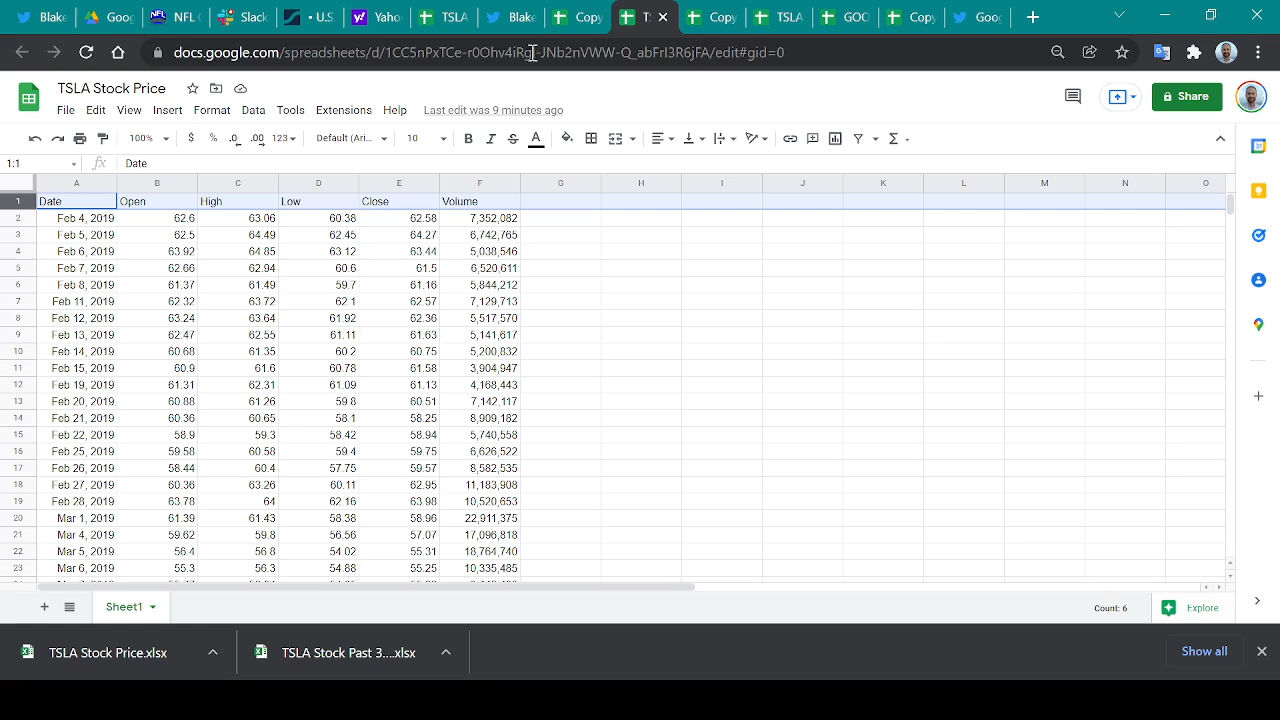 Blake Goog NFL Slack • U.S Yaho TSLA Blake Copy TS Copy TSLA GOO Copy Goog
docs.google.com/spreadsheets/d/1CC5nPxTCe-r0Ohv4iRgI-JNb2nVWW-Q_abFrI3R6jFA/edit#gid=0
TSLA Stock Price
File Edit View Insert Format Data Tools Extensions Help Last edit was 9 minutes ago
Share
100% $ % .0 .00 123 Default (Ari... 10 B I S A Σ
1:1 fx Date
A B C D E F G H I J K L M N O
1 Date Open High Low Close Volume
2 Feb 4, 2019 62.6 63.06 60.38 62.58 7,352,082
3 Feb 5, 2019 62.5 64.49 62.45 64.27 6,742,765
4 Feb 6, 2019 63.92 64.85 63.12 63.44 5,038,546
5 Feb 7, 2019 62.66 62.94 60.6 61.5 6,520,611
6 Feb 8, 2019 61.37 61.49 59.7 61.16 5,844,212
7 Feb 11, 2019 62.32 63.72 62.1 62.57 7,129,713
8 Feb 12, 2019 63.24 63.64 61.92 62.36 5,517,570
9 Feb 13, 2019 62.47 62.55 61.11 61.63 5,141,617
10 Feb 14, 2019 60.68 61.35 60.2 60.75 5,200,832
11 Feb 15, 2019 60.9 61.6 60.78 61.58 3,904,947
12 Feb 19, 2019 61.31 62.31 61.09 61.13 4,168,443
13 Feb 20, 2019 60.88 61.26 59.8 60.51 7,142,117
14 Feb 21, 2019 60.36 60.65 58.1 58.25 8,909,182
15 Feb 22, 2019 58.9 59.3 58.42 58.94 5,740,558
16 Feb 25, 2019 59.58 60.58 59.4 59.75 6,626,522
17 Feb 26, 2019 58.44 60.4 57.75 59.57 8,582,535
18 Feb 27, 2019 60.36 63.26 60.11 62.95 11,183,908
19 Feb 28, 2019 63.78 64 62.16 63.98 10,520,653
20 Mar 1, 2019 61.39 61.43 58.38 58.96 22,911,375
21 Mar 4, 2019 59.62 59.8 56.56 57.07 17,096,818
22 Mar 5, 2019 56.4 56.8 54.02 55.31 18,764,740
23 Mar 6, 2019 55.3 56.3 54.88 55.25 10,335,485
Sheet1 Count: 6 Explore
TSLA Stock Price.xlsx TSLA Stock Past 3....xlsx Show all